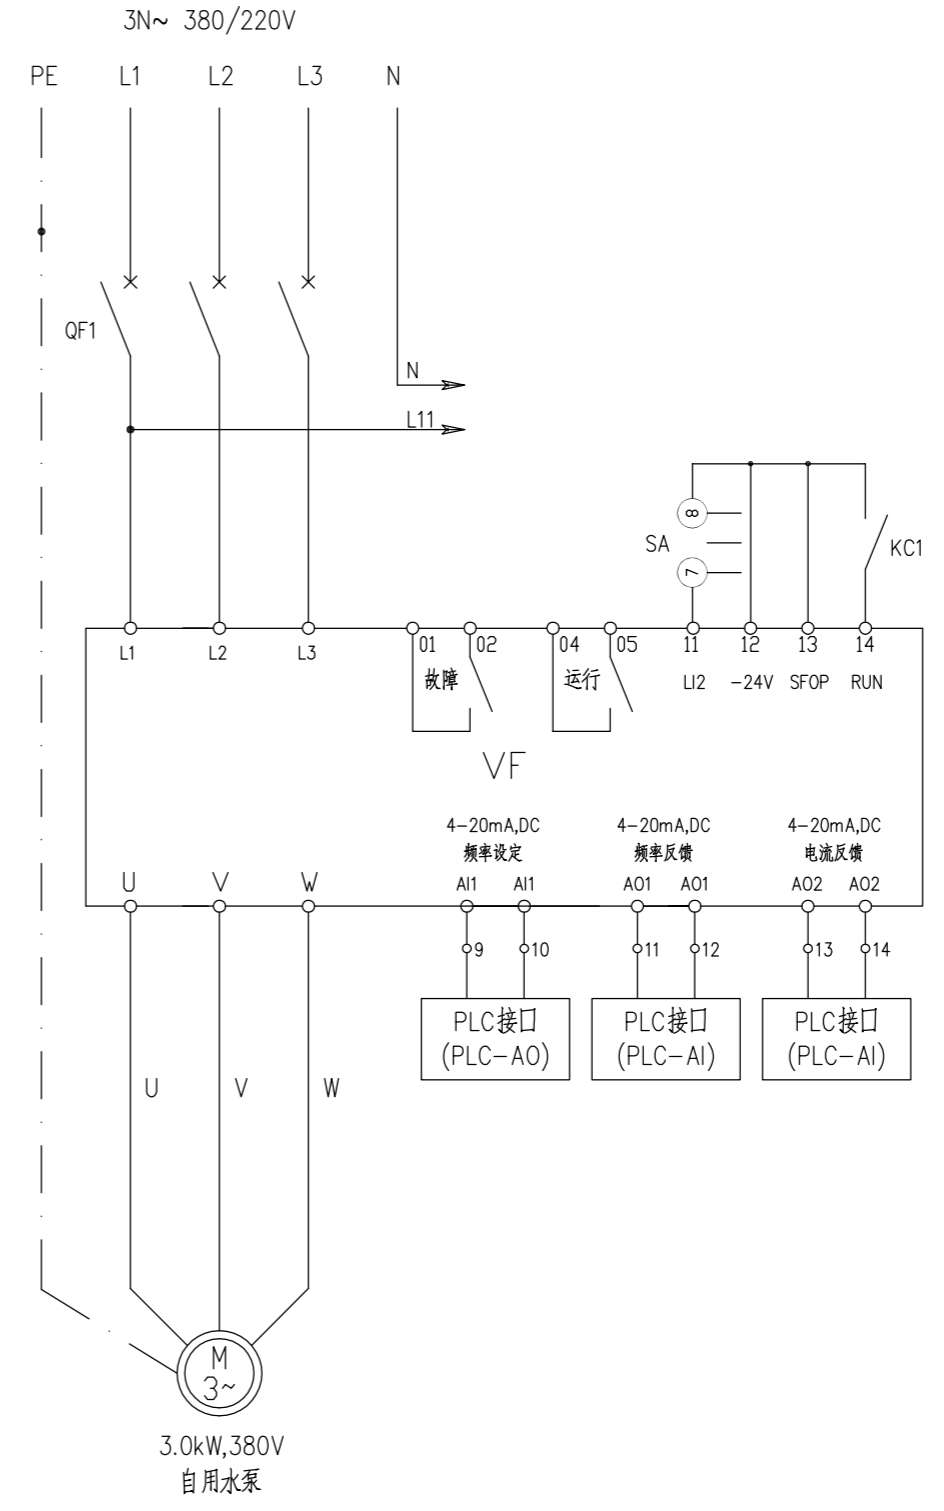 3N~ 380/220V
PE L1 L2 L3 N
QF1
N
L11
8
SA
KC1
7
01 02 04 05 11 12 13 14
L1 L2 L3
故障 运行 LI2 -24V SFOP RUN
VF
4-20mA,DC 4-20mA,DC 4-20mA,DC
频率设定 频率反馈 电流反馈
U V W AI1 AI1 AO1 AO1 AO2 AO2
9 10 11 12 13 14
PLC接口 PLC接口 PLC接口
(PLC-AO) (PLC-AI) (PLC-AI)
U V W
M
3~
3.0kW,380V
自用水泵